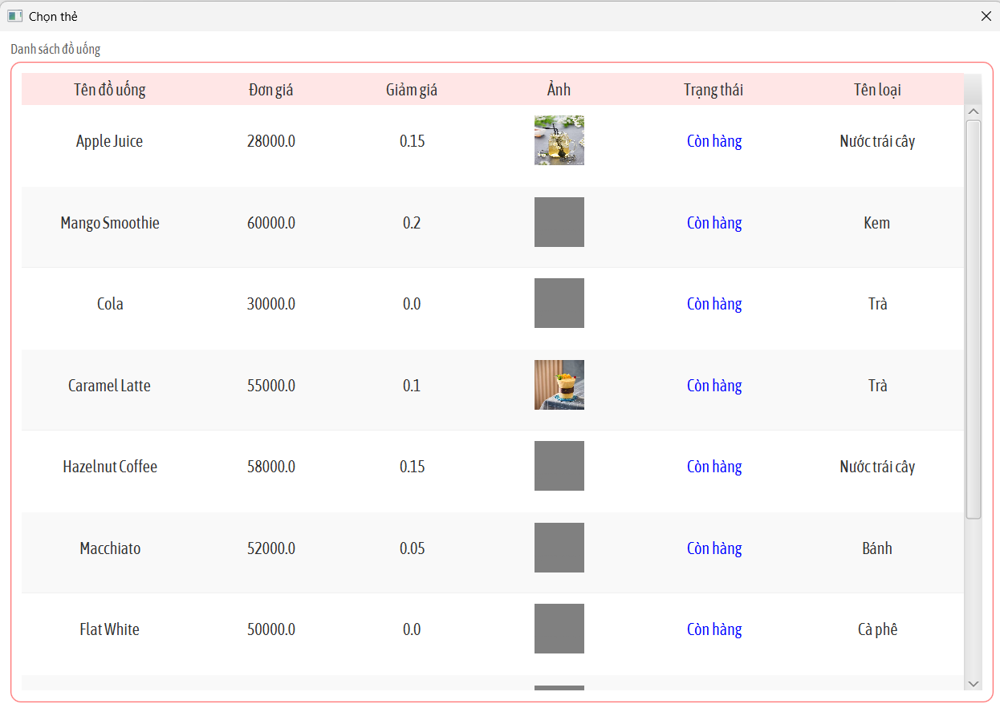 Chọn thẻ
Danh sách đồ uống
Tên đồ uống Đơn giá Giảm giá Ảnh Trạng thái Tên loại
Apple Juice 28000.0 0.15 Còn hàng Nước trái cây
Mango Smoothie 60000.0 0.2 Còn hàng Kem
Cola 30000.0 0.0 Còn hàng Trà
Caramel Latte 55000.0 0.1 Còn hàng Trà
Hazelnut Coffee 58000.0 0.15 Còn hàng Nước trái cây
Macchiato 52000.0 0.05 Còn hàng Bánh
Flat White 50000.0 0.0 Còn hàng Cà phê